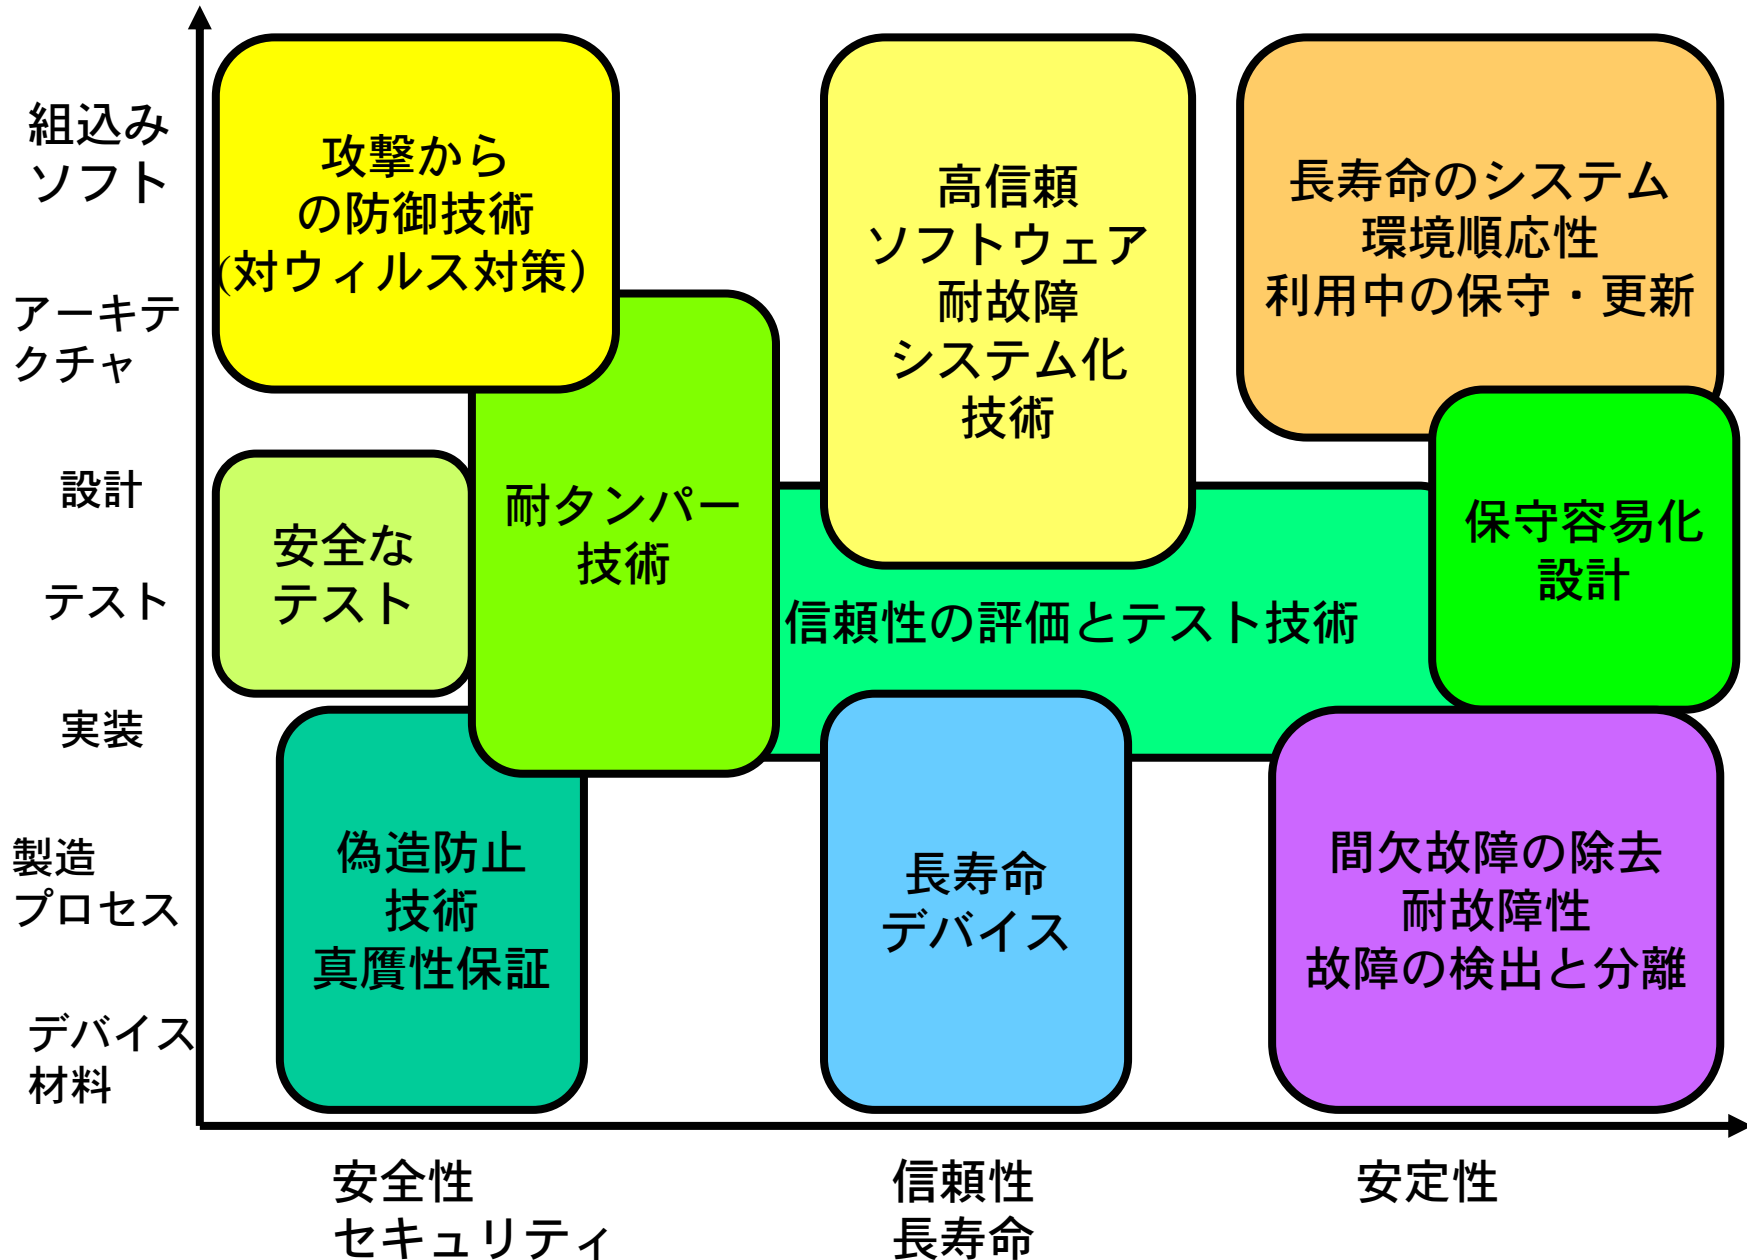 組込み
ソフト
アーキテ
クチャ
設計
テスト
実装
製造
プロセス
デバイス
材料
攻撃から
の防御技術
(対ウィルス対策）
高信頼
ソフトウェア
耐故障
システム化
技術
長寿命のシステム
環境順応性
利用中の保守・更新
安全な
テスト
耐タンパー
技術
信頼性の評価とテスト技術
保守容易化
設計
偽造防止
技術
真贋性保証
長寿命
デバイス
間欠故障の除去
耐故障性
故障の検出と分離
安全性
セキュリティ
信頼性
長寿命
安定性